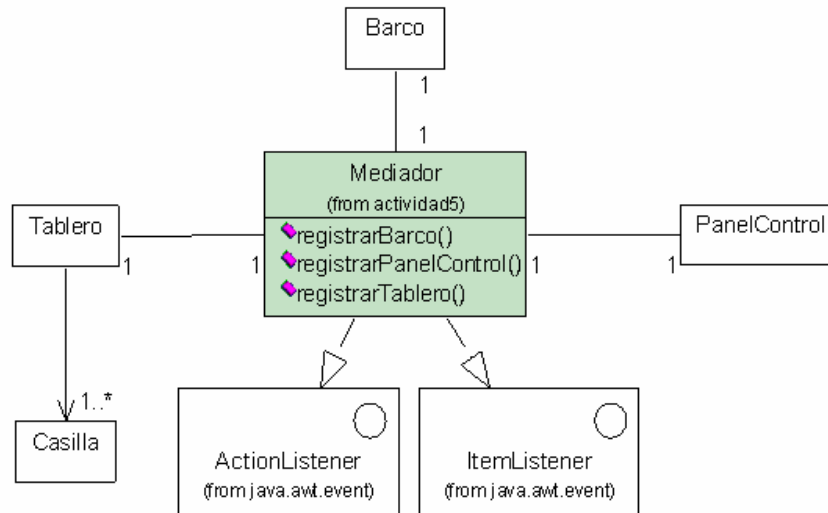 Barco
1
1
Mediador
(from actividad5)
registrarBarco()
registrarPanelControl()
registrarTablero()
Tablero
1
1
PanelControl
1
1
1..*
Casilla
ActionListener
(from java.awt.event)
ItemListener
(from java.awt.event)